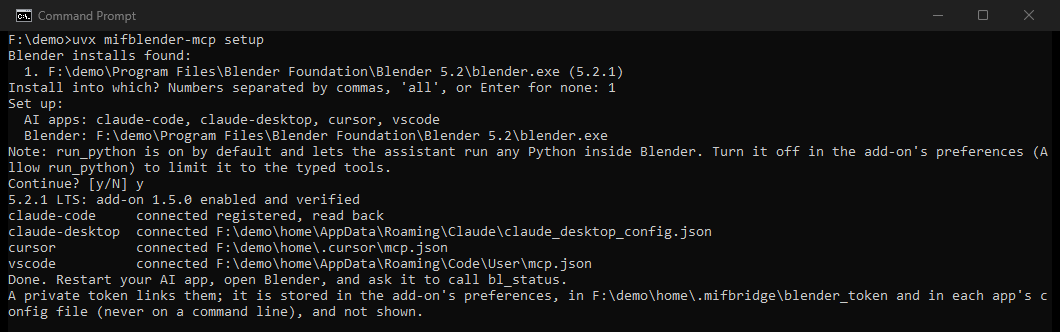 Command Prompt
F:\demo>uvx mifblender-mcp setup
Blender installs found:
  1. F:\demo\Program Files\Blender Foundation\Blender 5.2\blender.exe (5.2.1)
Install into which? Numbers separated by commas, 'all', or Enter for none: 1
Set up:
  AI apps: claude-code, claude-desktop, cursor, vscode
  Blender: F:\demo\Program Files\Blender Foundation\Blender 5.2\blender.exe
Note: run_python is on by default and lets the assistant run any Python inside Blender. Turn it off in the add-on's preferences (A
llow run_python) to limit it to the typed tools.
Continue? [y/N] y
5.2.1 LTS: add-on 1.5.0 enabled and verified
claude-code     connected registered, read back
claude-desktop  connected F:\demo\home\AppData\Roaming\Claude\claude_desktop_config.json
cursor          connected F:\demo\home\.cursor\mcp.json
vscode          connected F:\demo\home\AppData\Roaming\Code\User\mcp.json
Done. Restart your AI app, open Blender, and ask it to call bl_status.
A private token links them; it is stored in the add-on's preferences, in F:\demo\home\.mifbridge\blender_token and in each app's c
onfig file (never on a command line), and not shown.